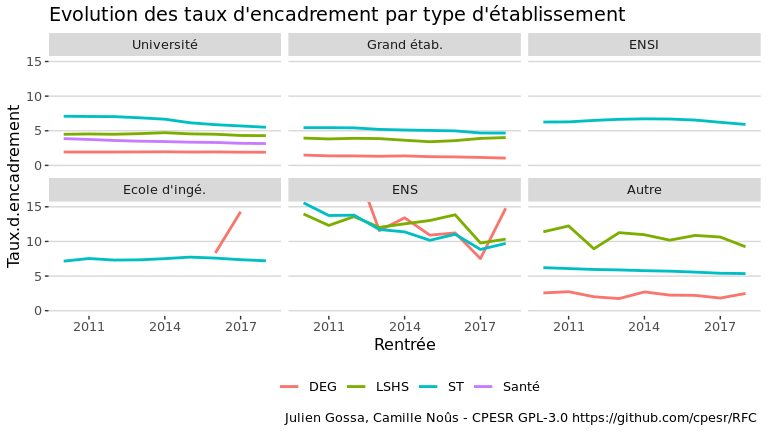 Evolution des taux d'encadrement par type d'établissement
Université Grand étab. ENSI
15
10
5
0
Ecole d'ingé. ENS Autre
15
10
5
0
Taux.d.encadrement
2011 2014 2017 2011 2014 2017 2011 2014 2017
Rentrée
DEG LSHS ST Santé
Julien Gossa, Camille Noûs - CPESR GPL-3.0 https://github.com/cpesr/RFC